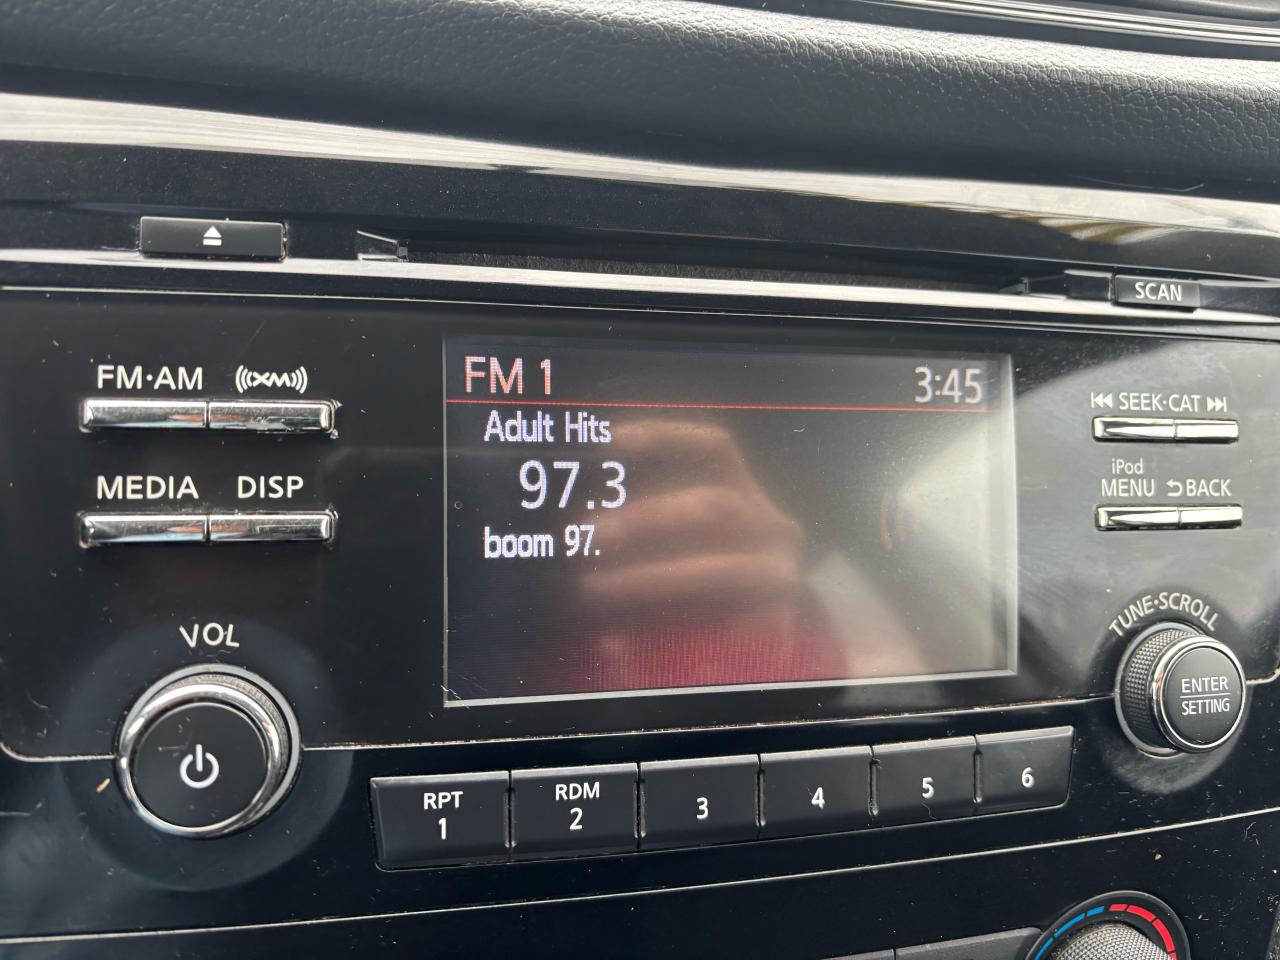 SCAN
FM·AM
((XM))
MEDIA
DISP
VOL
FM 1
3:45
Adult Hits
97.3
boom 97.
SEEK·CAT
iPod
MENU
BACK
TUNE·SCROLL
ENTER
SETTING
RPT
1
RDM
2
3
4
5
6